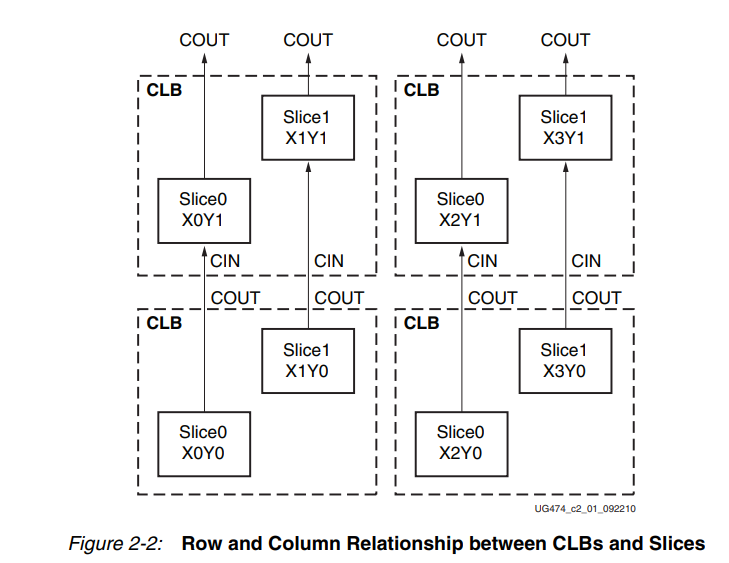 COUT COUT COUT COUT
CLB
Slice1
X1Y1
Slice0
X0Y1
CIN
CLB
Slice1
X3Y1
Slice0
X2Y1
CIN
COUT COUT COUT COUT
CLB
Slice1
X1Y0
Slice0
X0Y0
CLB
Slice1
X3Y0
Slice0
X2Y0
UG474_c2_01_092210
Figure 2-2: Row and Column Relationship between CLBs and Slices